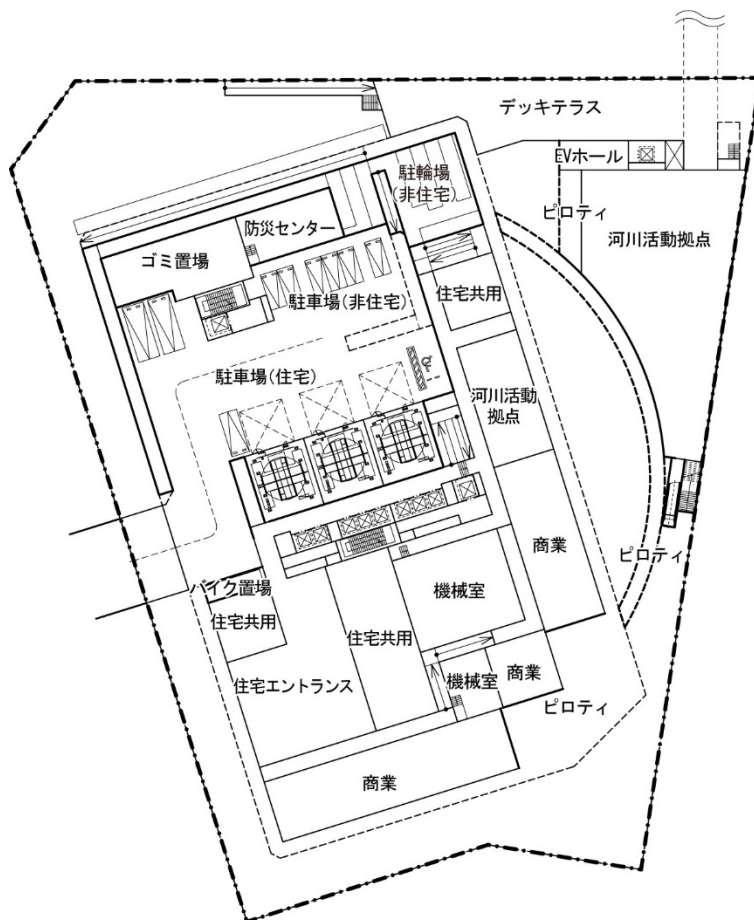 デッキテラス
EVホール
駐輪場
(非住宅)
ピロティ
河川活動拠点
防災センター
ゴミ置場
住宅共用
駐車場(非住宅)
駐車場(住宅)
河川活動
拠点
商業
ピロティ
機械室
バイク置場
住宅共用
住宅共用
住宅エントランス
機械室
商業
ピロティ
商業